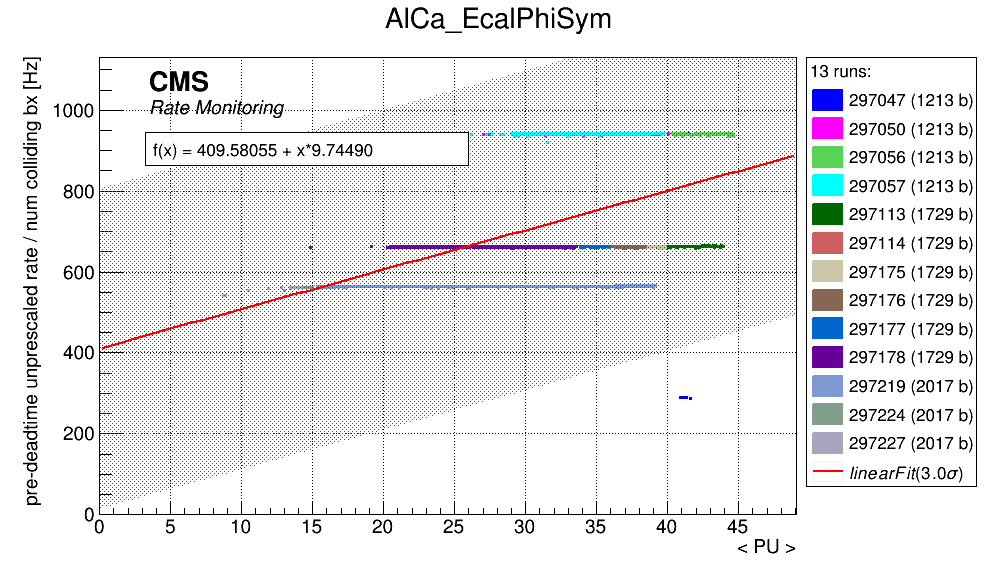 AlCa_EcalPhiSym
pre-deadtime unprescaled rate / num colliding bx [Hz]
CMS
Rate Monitoring
f(x) = 409.58055 + x*9.74490
1000
800
600
400
200
0
0 5 10 15 20 25 30 35 40 45
< PU >
13 runs:
297047 (1213 b)
297050 (1213 b)
297056 (1213 b)
297057 (1213 b)
297113 (1729 b)
297114 (1729 b)
297175 (1729 b)
297176 (1729 b)
297177 (1729 b)
297178 (1729 b)
297219 (2017 b)
297224 (2017 b)
297227 (2017 b)
linearFit(3.0σ)